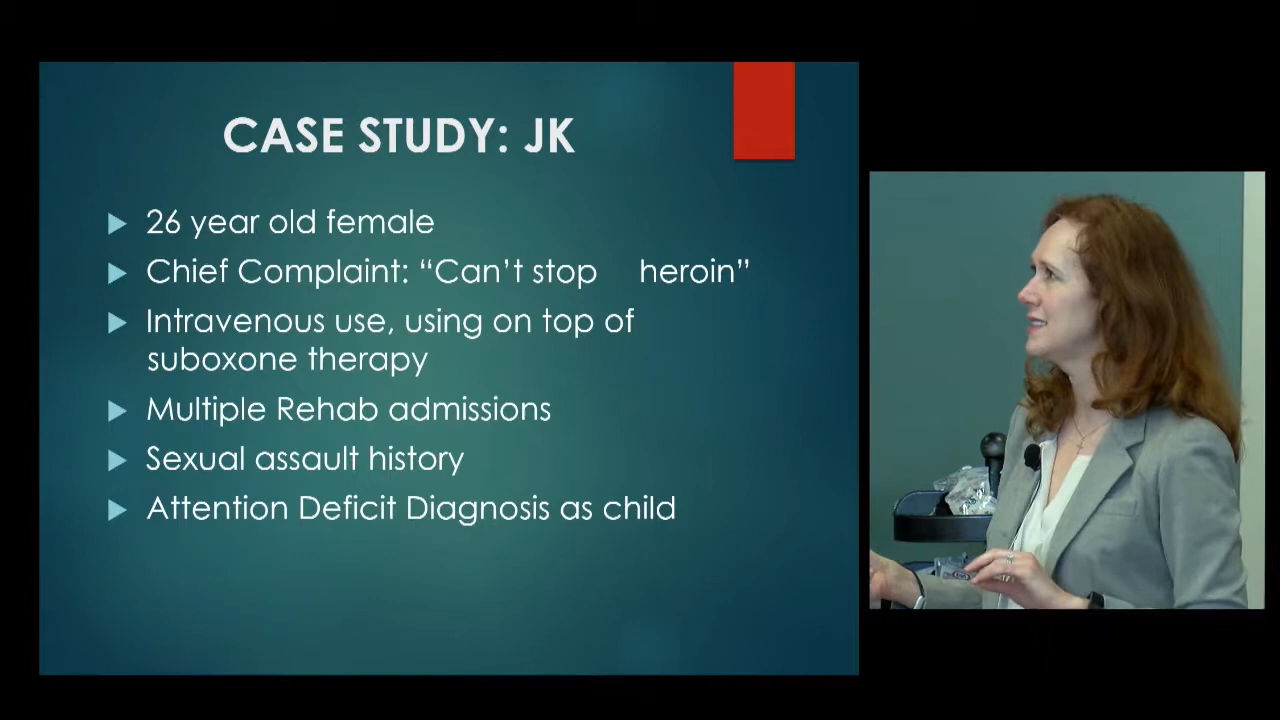 CASE STUDY: JK
26 year old female
Chief Complaint: “Can’t stop heroin”
Intravenous use, using on top of
suboxone therapy
Multiple Rehab admissions
Sexual assault history
Attention Deficit Diagnosis as child